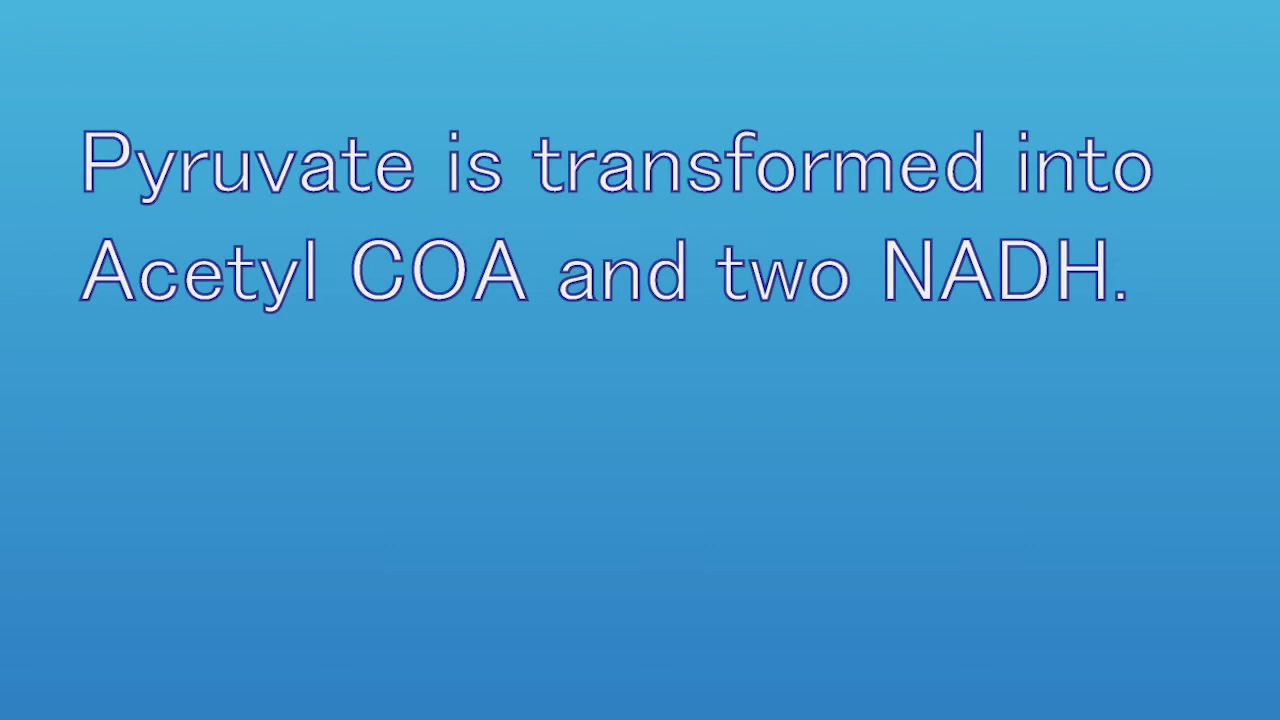 Pyruvate is transformed into
Acetyl COA and two NADH.